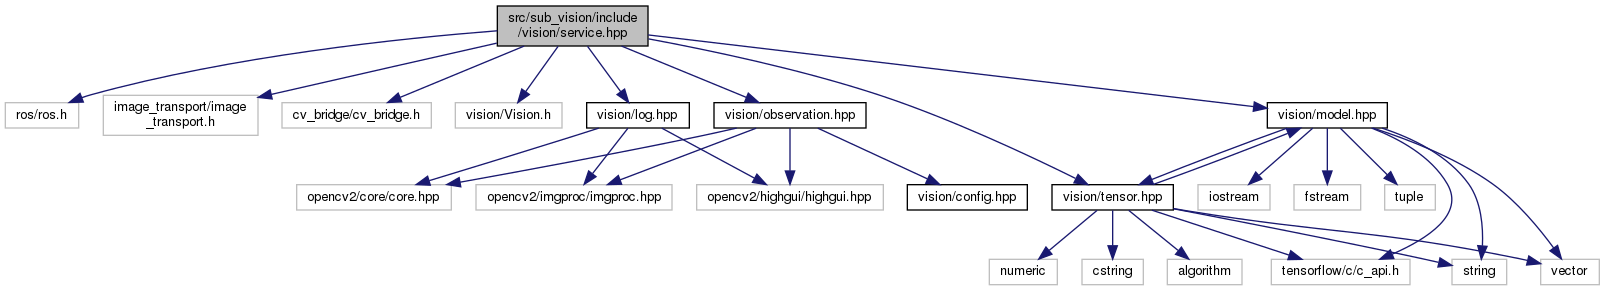 src/sub_vision/include
/vision/service.hpp
ros/ros.h
image_transport/image
_transport.h
cv_bridge/cv_bridge.h
vision/Vision.h
vision/log.hpp
vision/observation.hpp
vision/model.hpp
opencv2/core/core.hpp
opencv2/imgproc/imgproc.hpp
opencv2/highgui/highgui.hpp
vision/config.hpp
vision/tensor.hpp
iostream
fstream
tuple
numeric
cstring
algorithm
tensorflow/c/c_api.h
string
vector